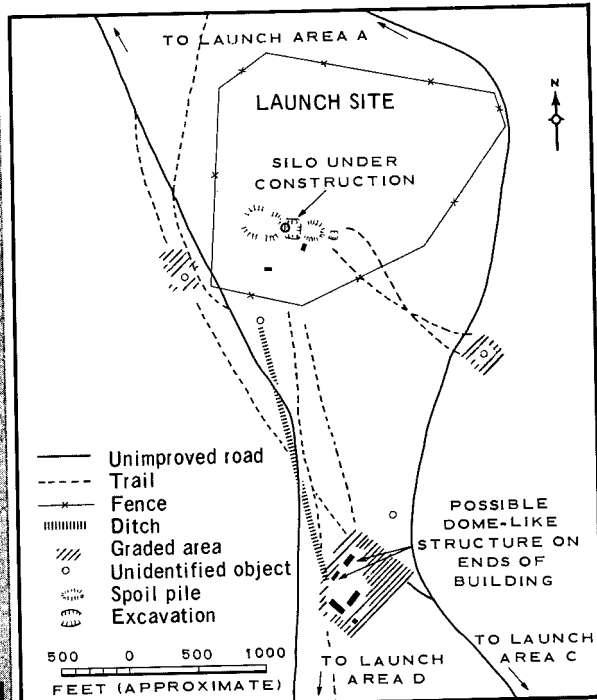 TO LAUNCH AREA A
N
LAUNCH SITE
SILO UNDER
CONSTRUCTION
Unimproved road
Trail
Fence
Ditch
Graded area
Unidentified object
Spoil pile
Excavation
POSSIBLE
DOME-LIKE
STRUCTURE ON
ENDS OF
BUILDING
500 0 500 1000
FEET (APPROXIMATE)
TO LAUNCH
AREA D
TO LAUNCH
AREA C